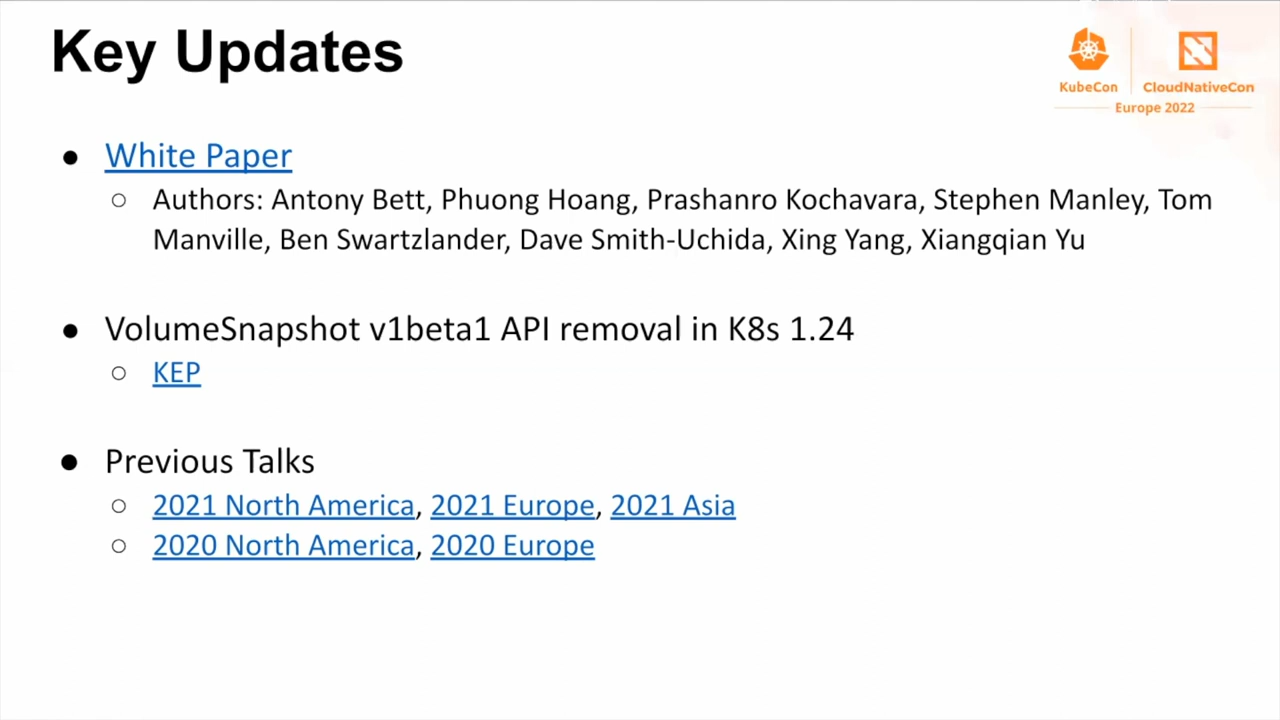 Key Updates
KubeCon
CloudNativeCon
Europe 2022
● White Paper
○ Authors: Antony Bett, Phuong Hoang, Prashanro Kochavara, Stephen Manley, Tom
Manville, Ben Swartzlander, Dave Smith-Uchida, Xing Yang, Xiangqian Yu
● VolumeSnapshot v1beta1 API removal in K8s 1.24
○ KEP
● Previous Talks
○ 2021 North America, 2021 Europe, 2021 Asia
○ 2020 North America, 2020 Europe